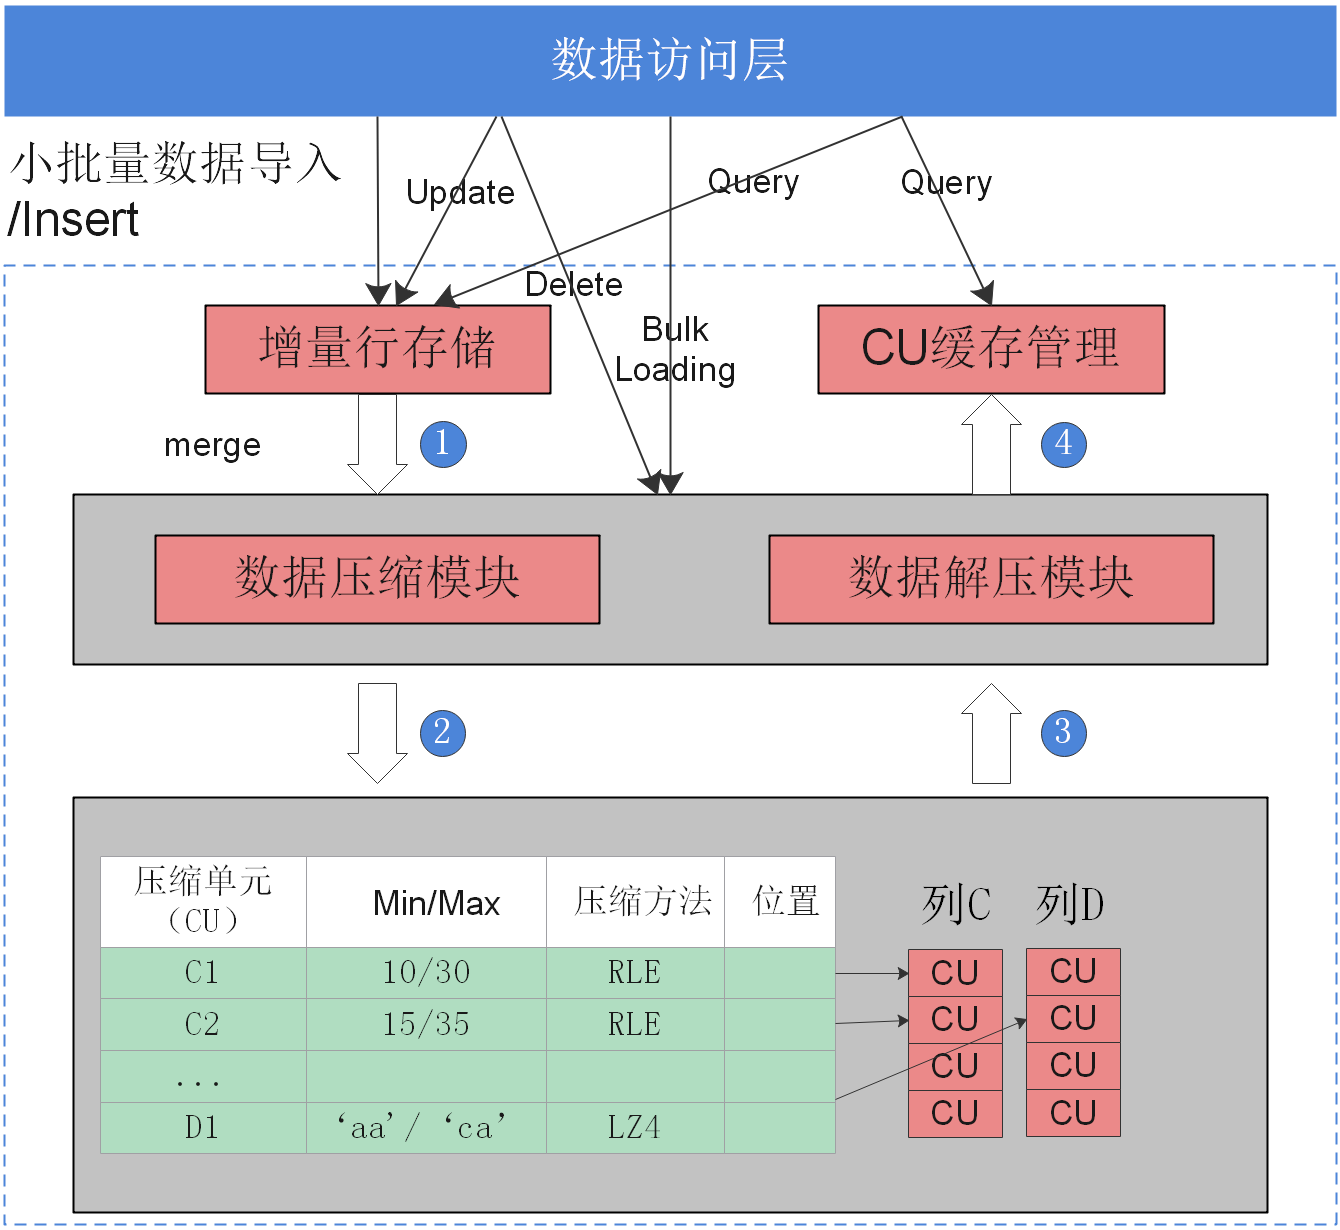 数据访问层
小批量数据导入
/Insert
Update
Query
Query
Delete
Bulk
Loading
增量行存储
CU缓存管理
merge
1
4
数据压缩模块
数据解压模块
2
3
压缩单元
（CU）
Min/Max
压缩方法
位置
列C
列D
C1
10/30
RLE
CU
CU
C2
15/35
RLE
CU
CU
...
CU
CU
D1
‘aa’/‘ca’
LZ4
CU
CU